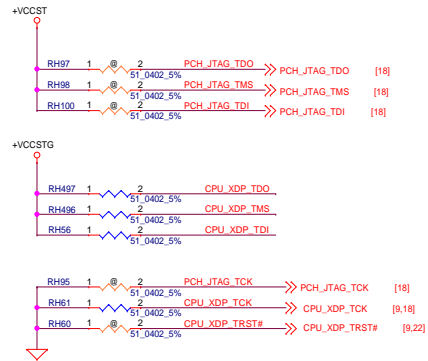 +VCCST
RH97 1 @ 2 PCH_JTAG_TDO PCH_JTAG_TDO [18]
51_0402_5%
RH98 1 @ 2 PCH_JTAG_TMS PCH_JTAG_TMS [18]
51_0402_5%
RH100 1 @ 2 PCH_JTAG_TDI PCH_JTAG_TDI [18]
51_0402_5%
+VCCSTG
RH497 1 2 CPU_XDP_TDO
51_0402_5%
RH496 1 2 CPU_XDP_TMS
51_0402_5%
RH56 1 2 CPU_XDP_TDI
51_0402_5%
RH95 1 @ 2 PCH_JTAG_TCK PCH_JTAG_TCK [18]
51_0402_5%
RH61 1 2 CPU_XDP_TCK CPU_XDP_TCK [9,18]
51_0402_5%
RH60 1 @ 2 CPU_XDP_TRST# CPU_XDP_TRST# [9,22]
51_0402_5%